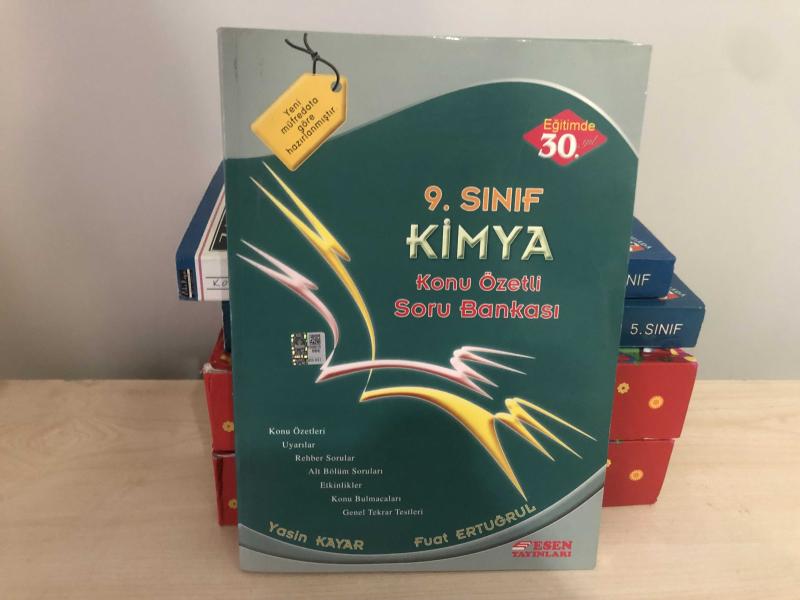 Yeni
müfredata
göre
hazırlanmıştır.
Eğitimde
30. yıl
9. SINIF
KİMYA
Konu Özetli
Soru Bankası
Konu Özetleri
Uyarılar
Rehber Sorular
Alt Bölüm Soruları
Etkinlikler
Konu Bulmacaları
Genel Tekrar Testleri
Yasin KAYAR
Fuat ERTUĞRUL
ESEN
YAYINLARI
SINIF
5. SINIF